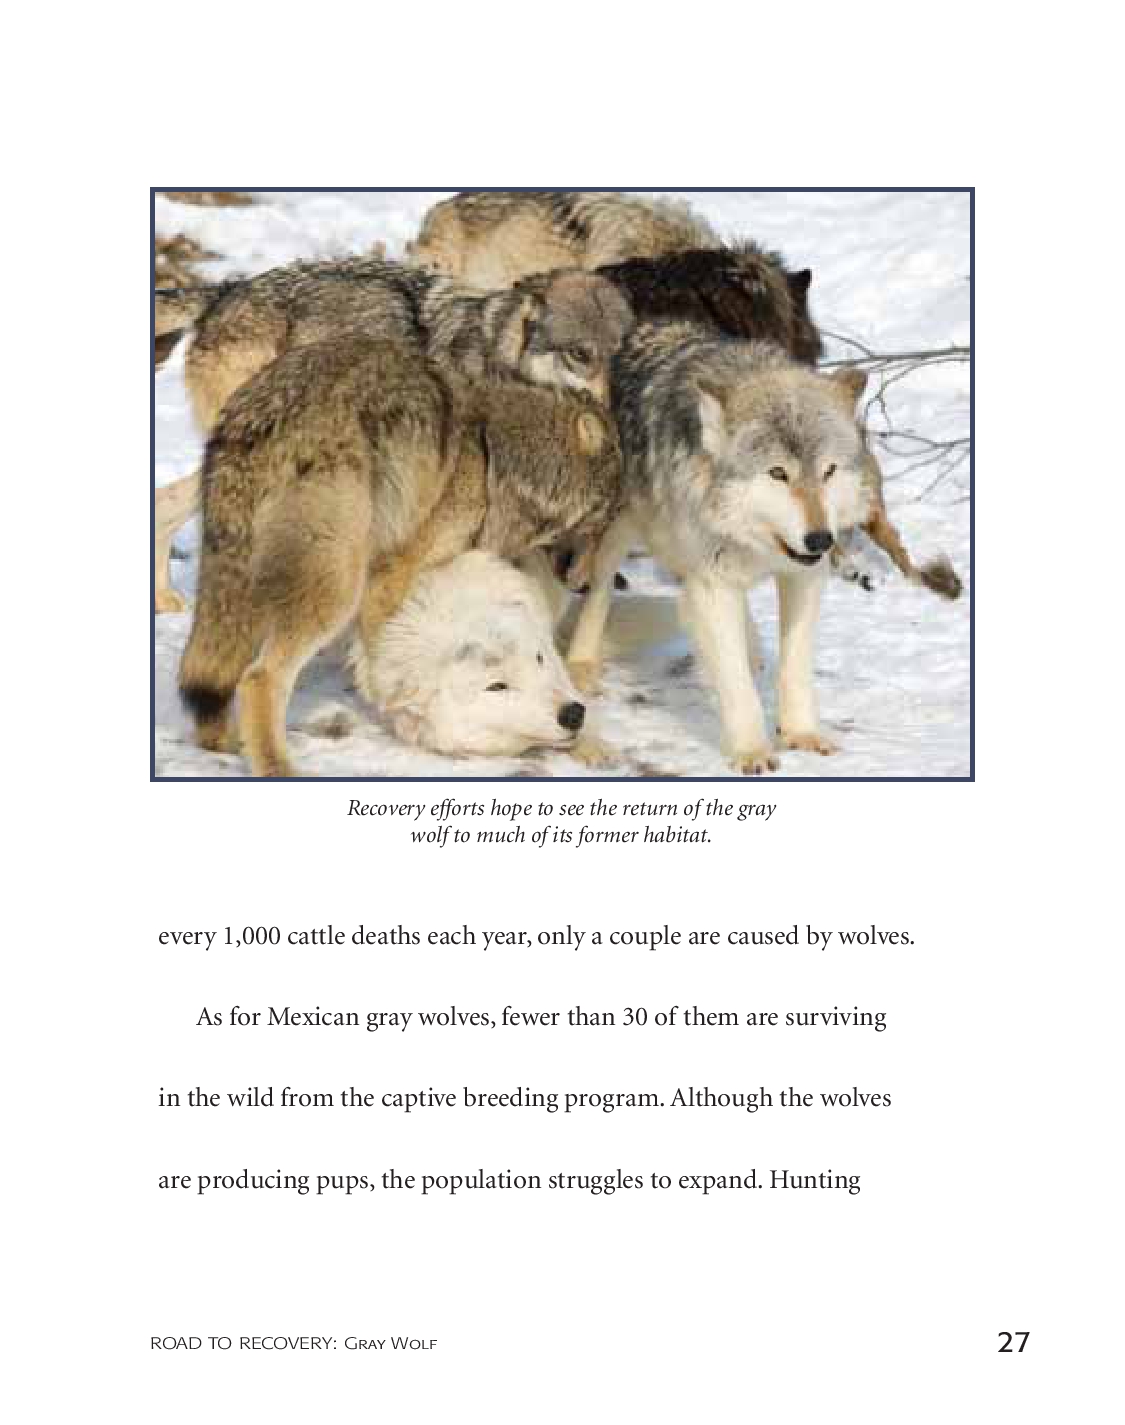 Recovery efforts hope to see the return of the gray
wolf to much of its former habitat.
every 1,000 cattle deaths each year, only a couple are caused by wolves.
As for Mexican gray wolves, fewer than 30 of them are surviving
in the wild from the captive breeding program. Although the wolves
are producing pups, the population struggles to expand. Hunting
ROAD TO RECOVERY: Gray Wolf 27